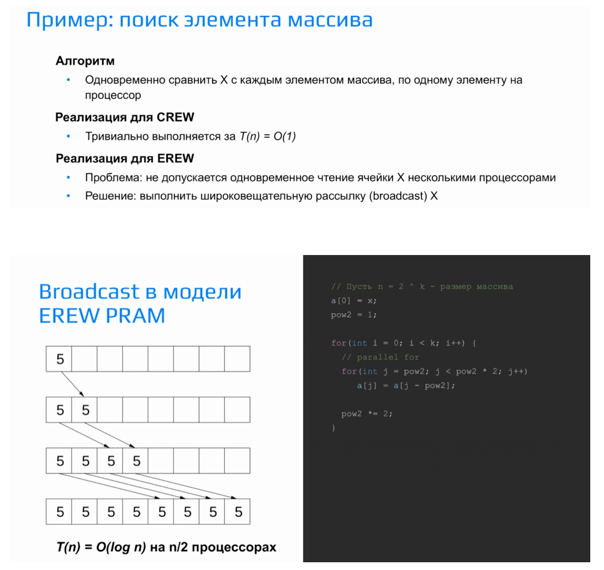 Пример: поиск элемента массива
Алгоритм
• Одновременно сравнить X с каждым элементом массива, по одному элементу на
процессор
Реализация для CREW
• Тривиально выполняется за T(n) = O(1)
Реализация для EREW
• Проблема: не допускается одновременное чтение ячейки X несколькими процессорами
• Решение: выполнить широковещательную рассылку (broadcast) X
Broadcast в модели
EREW PRAM
5
5 5
5 5 5 5
5 5 5 5 5 5 5 5
T(n) = O(log n) на n/2 процессорах
// Пусть n = 2 ^ k - размер массива
a[0] = x;
pow2 = 1;
for(int i = 0; i < k; i++) {
// parallel for
for(int j = pow2; j < pow2 * 2; j++)
a[j] = a[j - pow2];
pow2 *= 2;
}